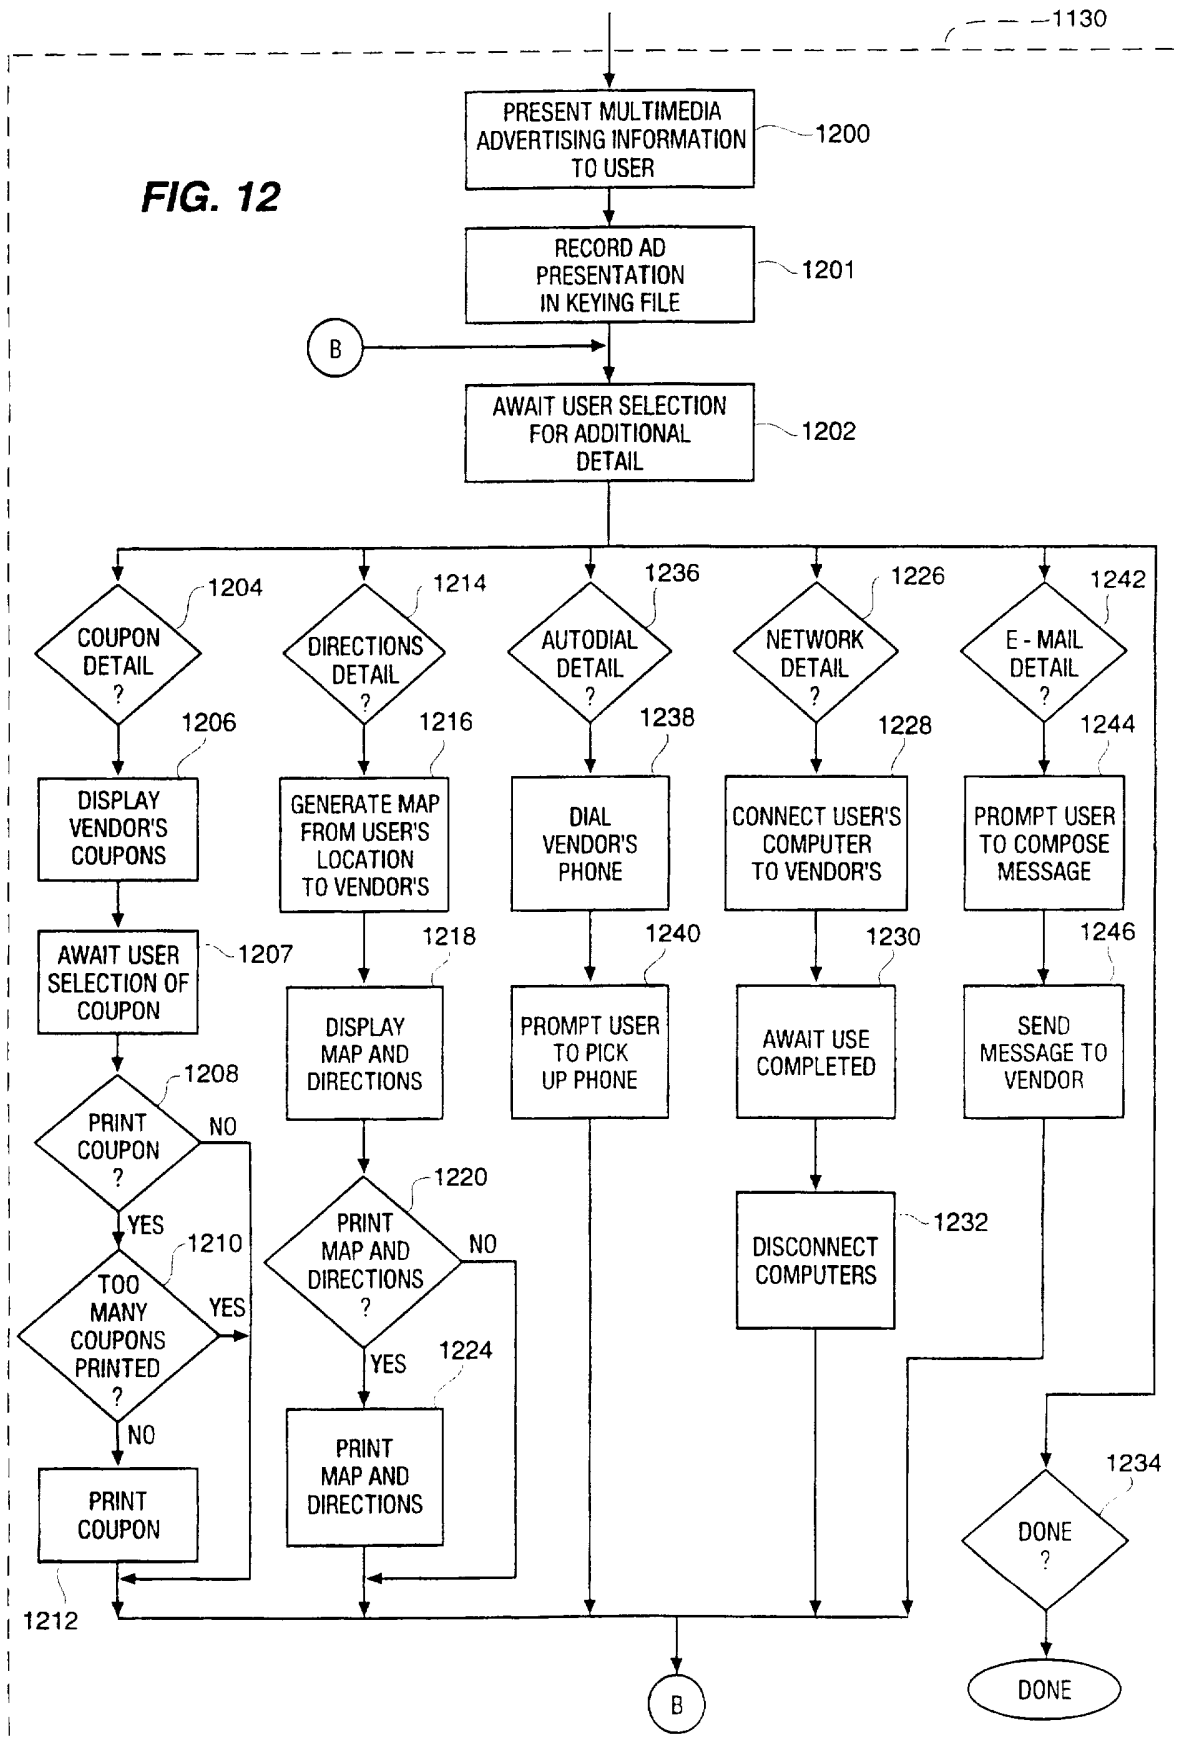 1130
PRESENT MULTIMEDIA
ADVERTISING INFORMATION
TO USER
1200
FIG. 12
RECORD AD
PRESENTATION
IN KEYING FILE
1201
B
AWAIT USER SELECTION
FOR ADDITIONAL
DETAIL
1202
1204
COUPON
DETAIL
?
1214
DIRECTIONS
DETAIL
?
1236
AUTODIAL
DETAIL
?
1226
NETWORK
DETAIL
?
1242
E - MAIL
DETAIL
?
1206
DISPLAY
VENDOR'S
COUPONS
1216
GENERATE MAP
FROM USER'S
LOCATION
TO VENDOR'S
1238
DIAL
VENDOR'S
PHONE
1228
CONNECT USER'S
COMPUTER
TO VENDOR'S
1244
PROMPT USER
TO COMPOSE
MESSAGE
1207
AWAIT USER
SELECTION OF
COUPON
1218
DISPLAY
MAP AND
DIRECTIONS
1240
PROMPT USER
TO PICK
UP PHONE
1230
AWAIT USE
COMPLETED
1246
SEND
MESSAGE TO
VENDOR
1208
PRINT
COUPON
?
NO
YES
1220
PRINT
MAP AND
DIRECTIONS
?
NO
YES
1232
DISCONNECT
COMPUTERS
1210
TOO
MANY
COUPONS
PRINTED
?
YES
NO
1224
PRINT
MAP AND
DIRECTIONS
PRINT
COUPON
1212
1234
DONE
?
B
DONE